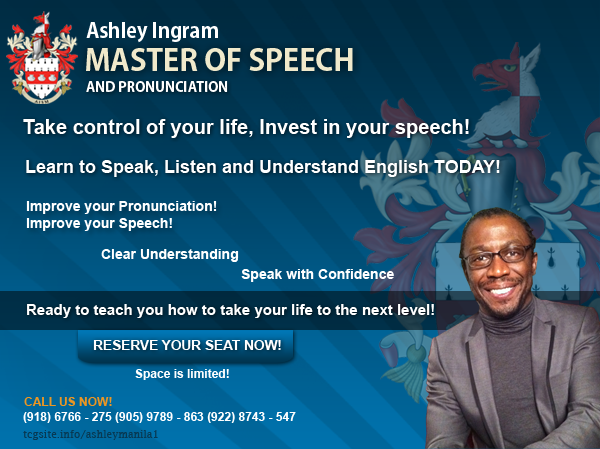 Ashley Ingram
MASTER OF SPEECH
AND PRONUNCIATION
Take control of your life, Invest in your speech!
Learn to Speak, Listen and Understand English TODAY!
Improve your Pronunciation!
Improve your Speech!
Clear Understanding
Speak with Confidence
Ready to teach you how to take your life to the next level!
RESERVE YOUR SEAT NOW!
Space is limited!
CALL US NOW!
(918) 6766 - 275 (905) 9789 - 863 (922) 8743 - 547
tcgsite.info/ashleymanila1